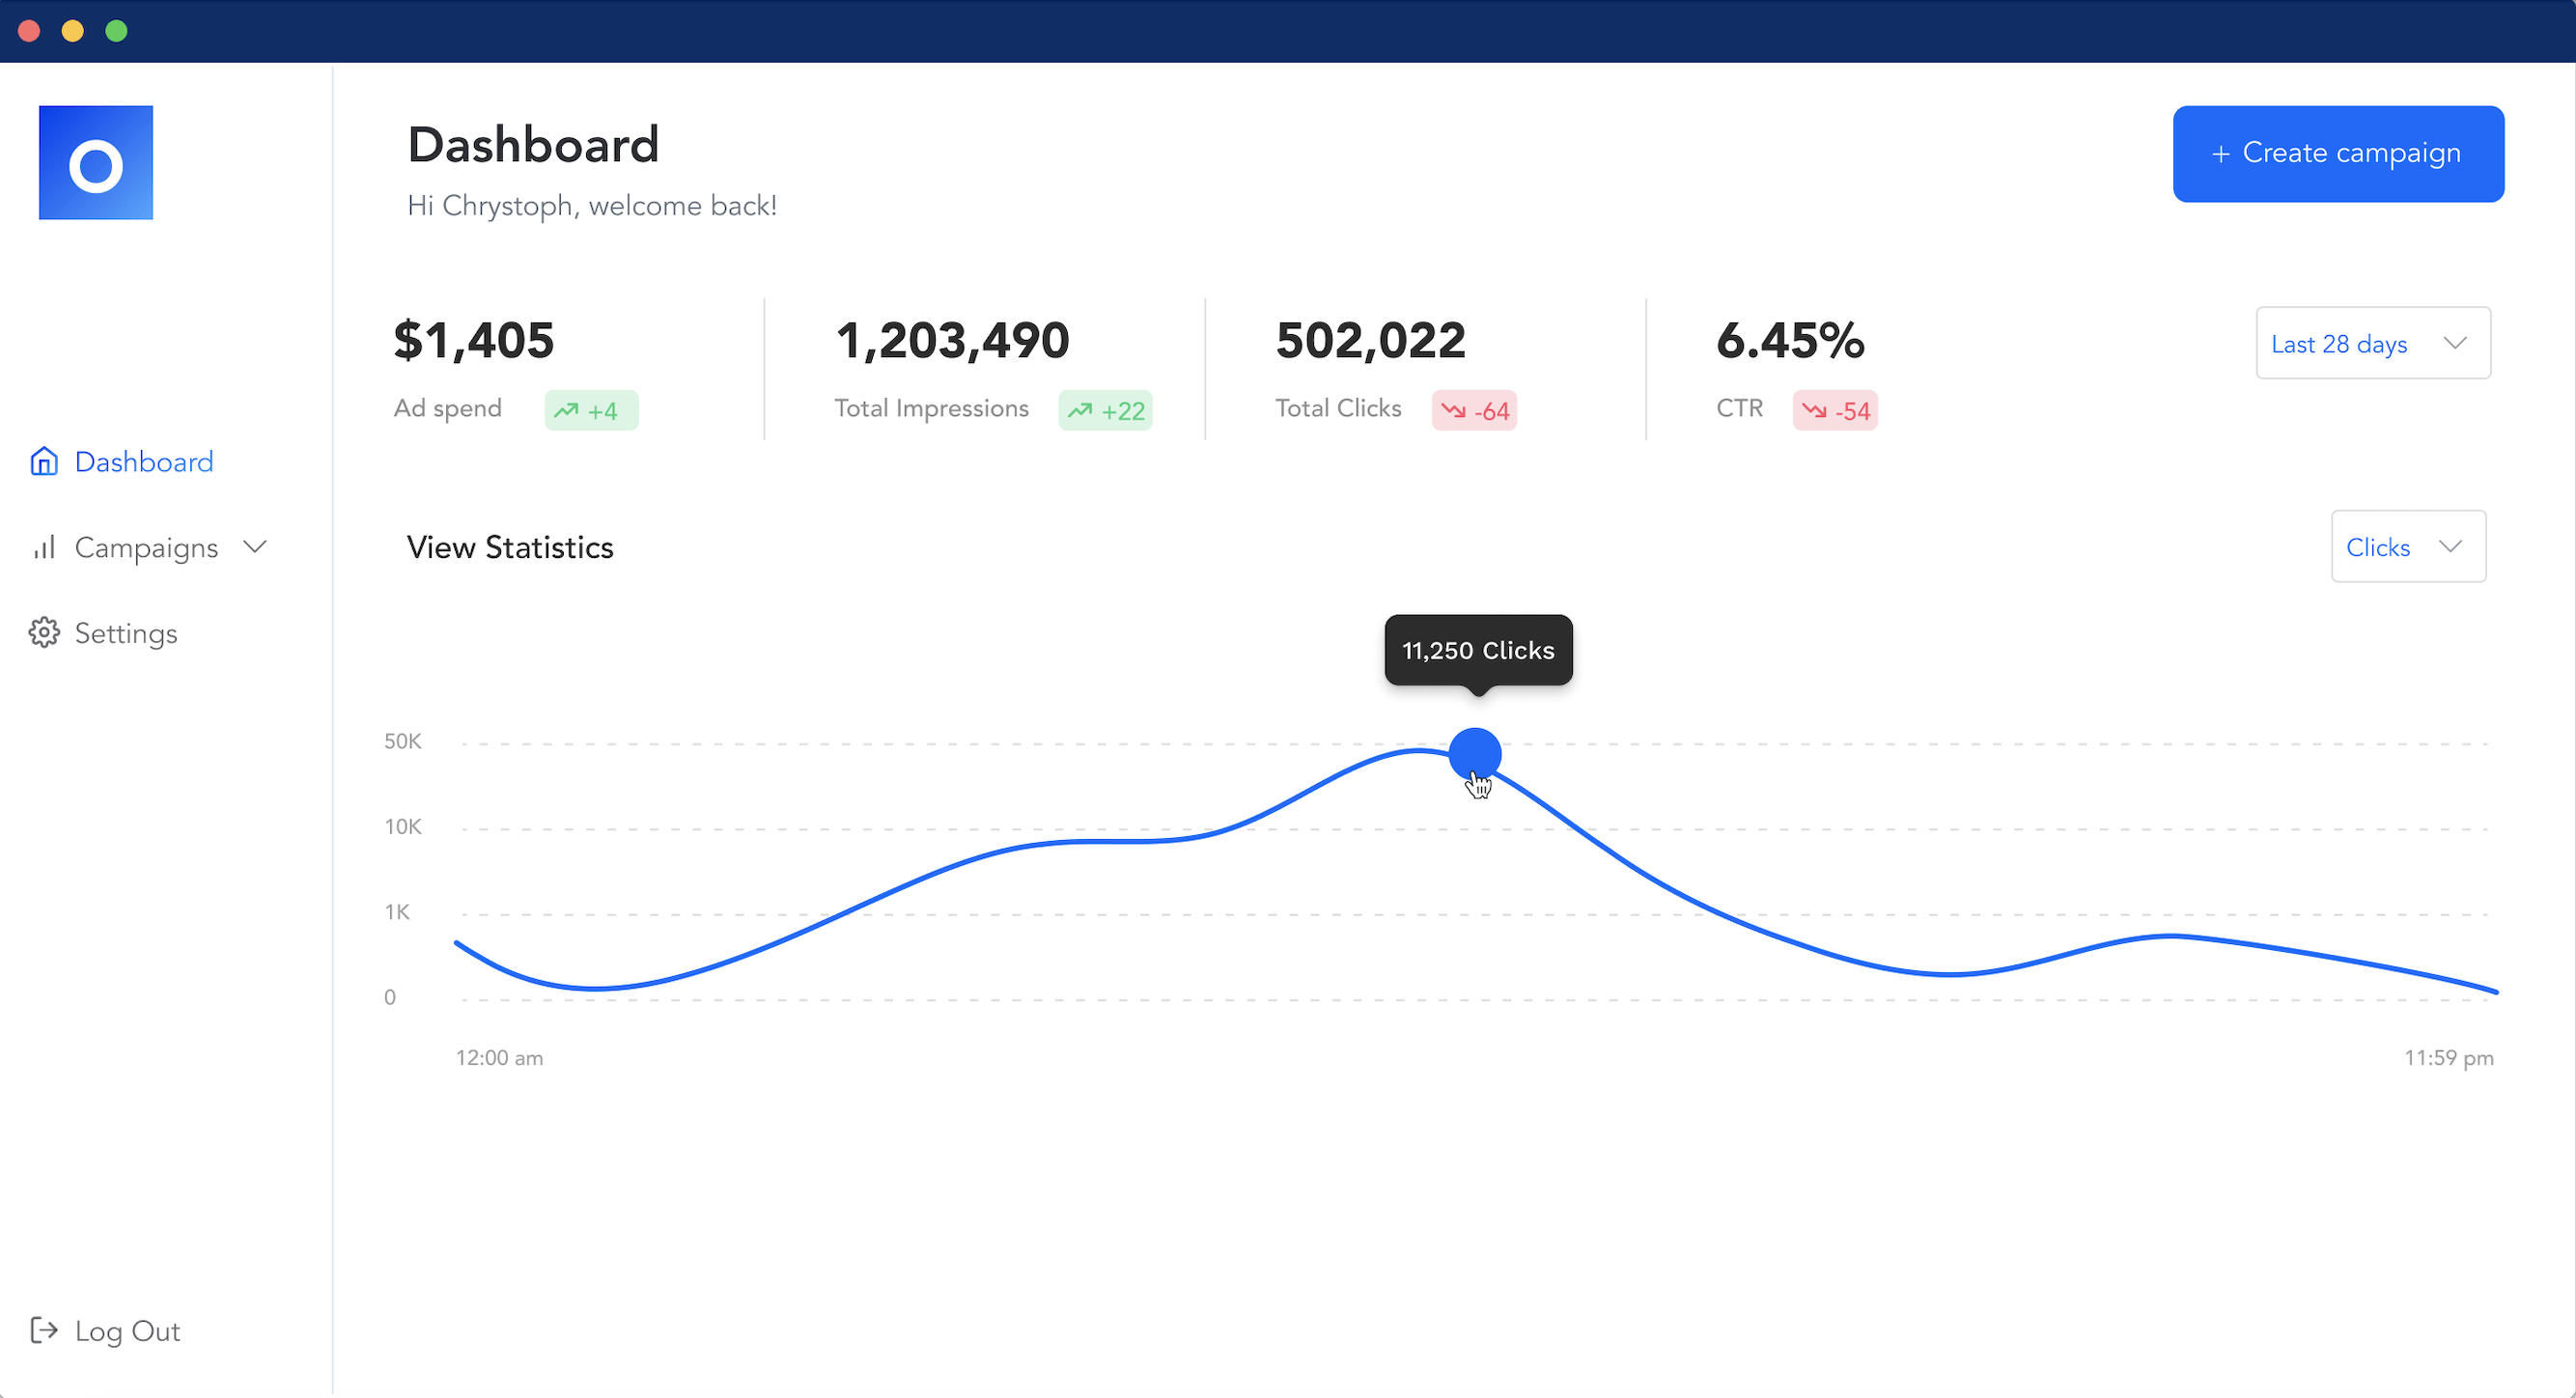 Dashboard
Hi Chrystoph, welcome back!
+ Create campaign
$1,405
Ad spend
+4
1,203,490
Total Impressions
+22
502,022
Total Clicks
-64
6.45%
CTR
-54
Last 28 days
Dashboard
Campaigns
Settings
Log Out
View Statistics
Clicks
11,250 Clicks
50K
10K
1K
0
12:00 am
11:59 pm